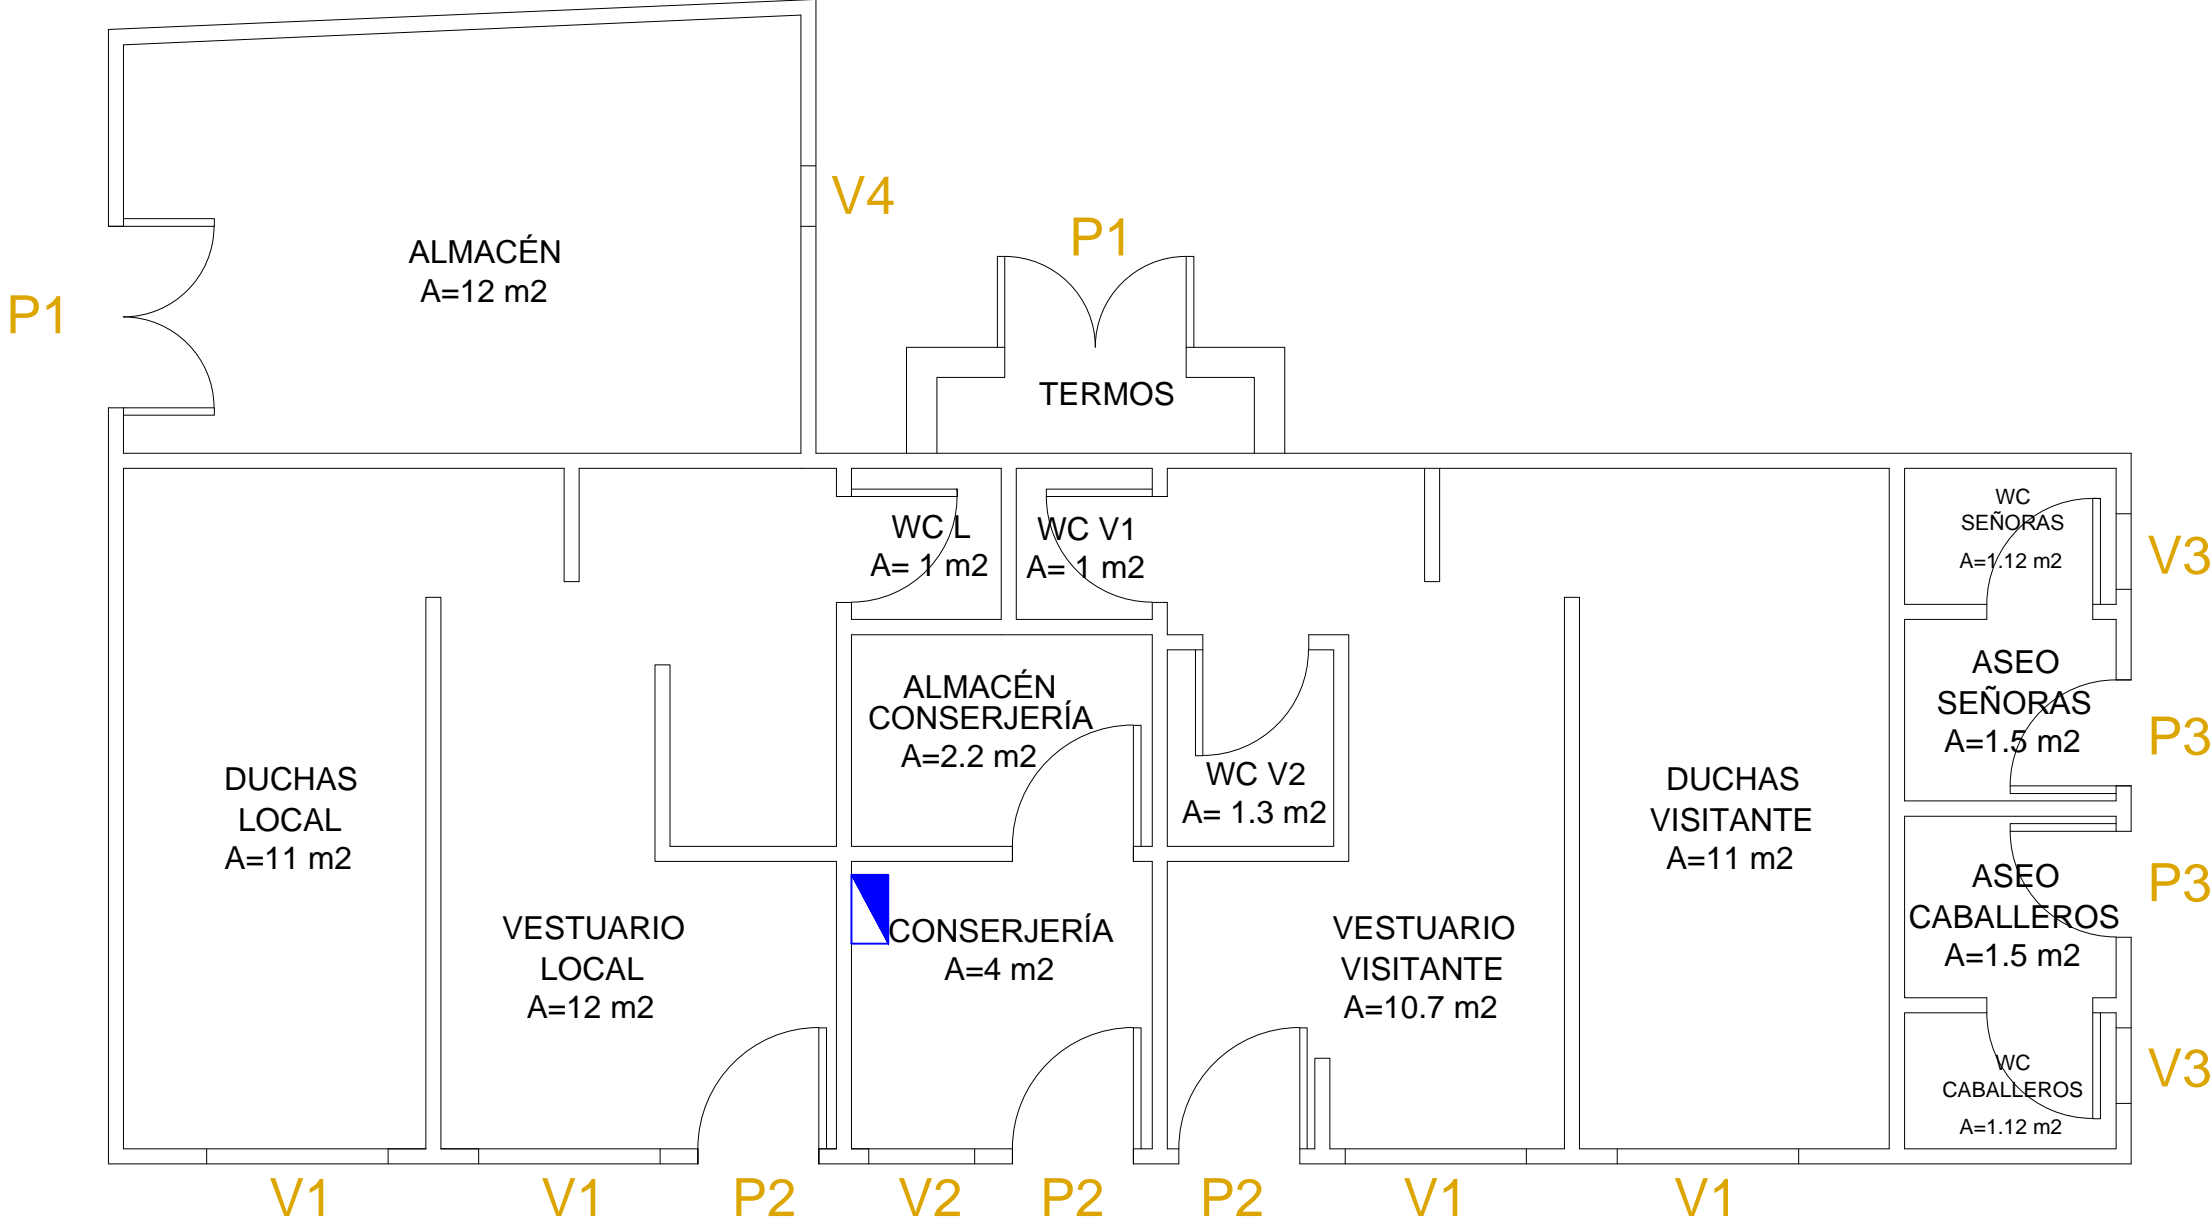 V4
ALMACÉN
A=12 m2
P1
P1
TERMOS
WC L
A= 1 m2
WC V1
A= 1 m2
WC
SEÑORAS
A=1.12 m2
V3
ALMACÉN
CONSERJERÍA
A=2.2 m2
ASEO
SEÑORAS
A=1.5 m2
P3
DUCHAS
LOCAL
A=11 m2
WC V2
A= 1.3 m2
DUCHAS
VISITANTE
A=11 m2
P3
ASEO
CABALLEROS
A=1.5 m2
VESTUARIO
LOCAL
A=12 m2
CONSERJERÍA
A=4 m2
VESTUARIO
VISITANTE
A=10.7 m2
WC
CABALLEROS
A=1.12 m2
V3
V1
V1
P2
V2
P2
P2
V1
V1